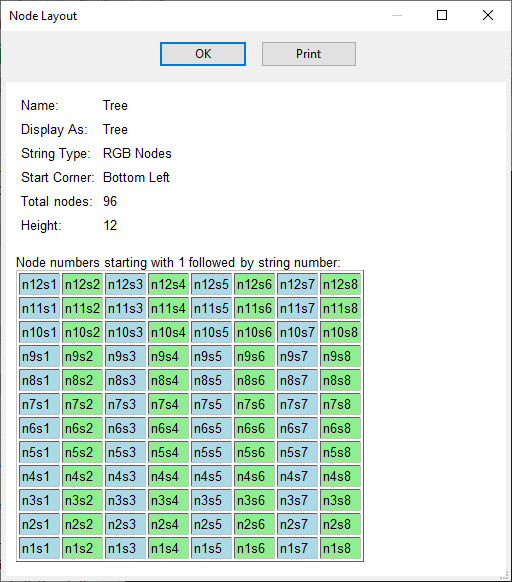 Node Layout
OK Print
Name: Tree
Display As: Tree
String Type: RGB Nodes
Start Corner: Bottom Left
Total nodes: 96
Height: 12
Node numbers starting with 1 followed by string number:
n12s1 n12s2 n12s3 n12s4 n12s5 n12s6 n12s7 n12s8
n11s1 n11s2 n11s3 n11s4 n11s5 n11s6 n11s7 n11s8
n10s1 n10s2 n10s3 n10s4 n10s5 n10s6 n10s7 n10s8
n9s1 n9s2 n9s3 n9s4 n9s5 n9s6 n9s7 n9s8
n8s1 n8s2 n8s3 n8s4 n8s5 n8s6 n8s7 n8s8
n7s1 n7s2 n7s3 n7s4 n7s5 n7s6 n7s7 n7s8
n6s1 n6s2 n6s3 n6s4 n6s5 n6s6 n6s7 n6s8
n5s1 n5s2 n5s3 n5s4 n5s5 n5s6 n5s7 n5s8
n4s1 n4s2 n4s3 n4s4 n4s5 n4s6 n4s7 n4s8
n3s1 n3s2 n3s3 n3s4 n3s5 n3s6 n3s7 n3s8
n2s1 n2s2 n2s3 n2s4 n2s5 n2s6 n2s7 n2s8
n1s1 n1s2 n1s3 n1s4 n1s5 n1s6 n1s7 n1s8